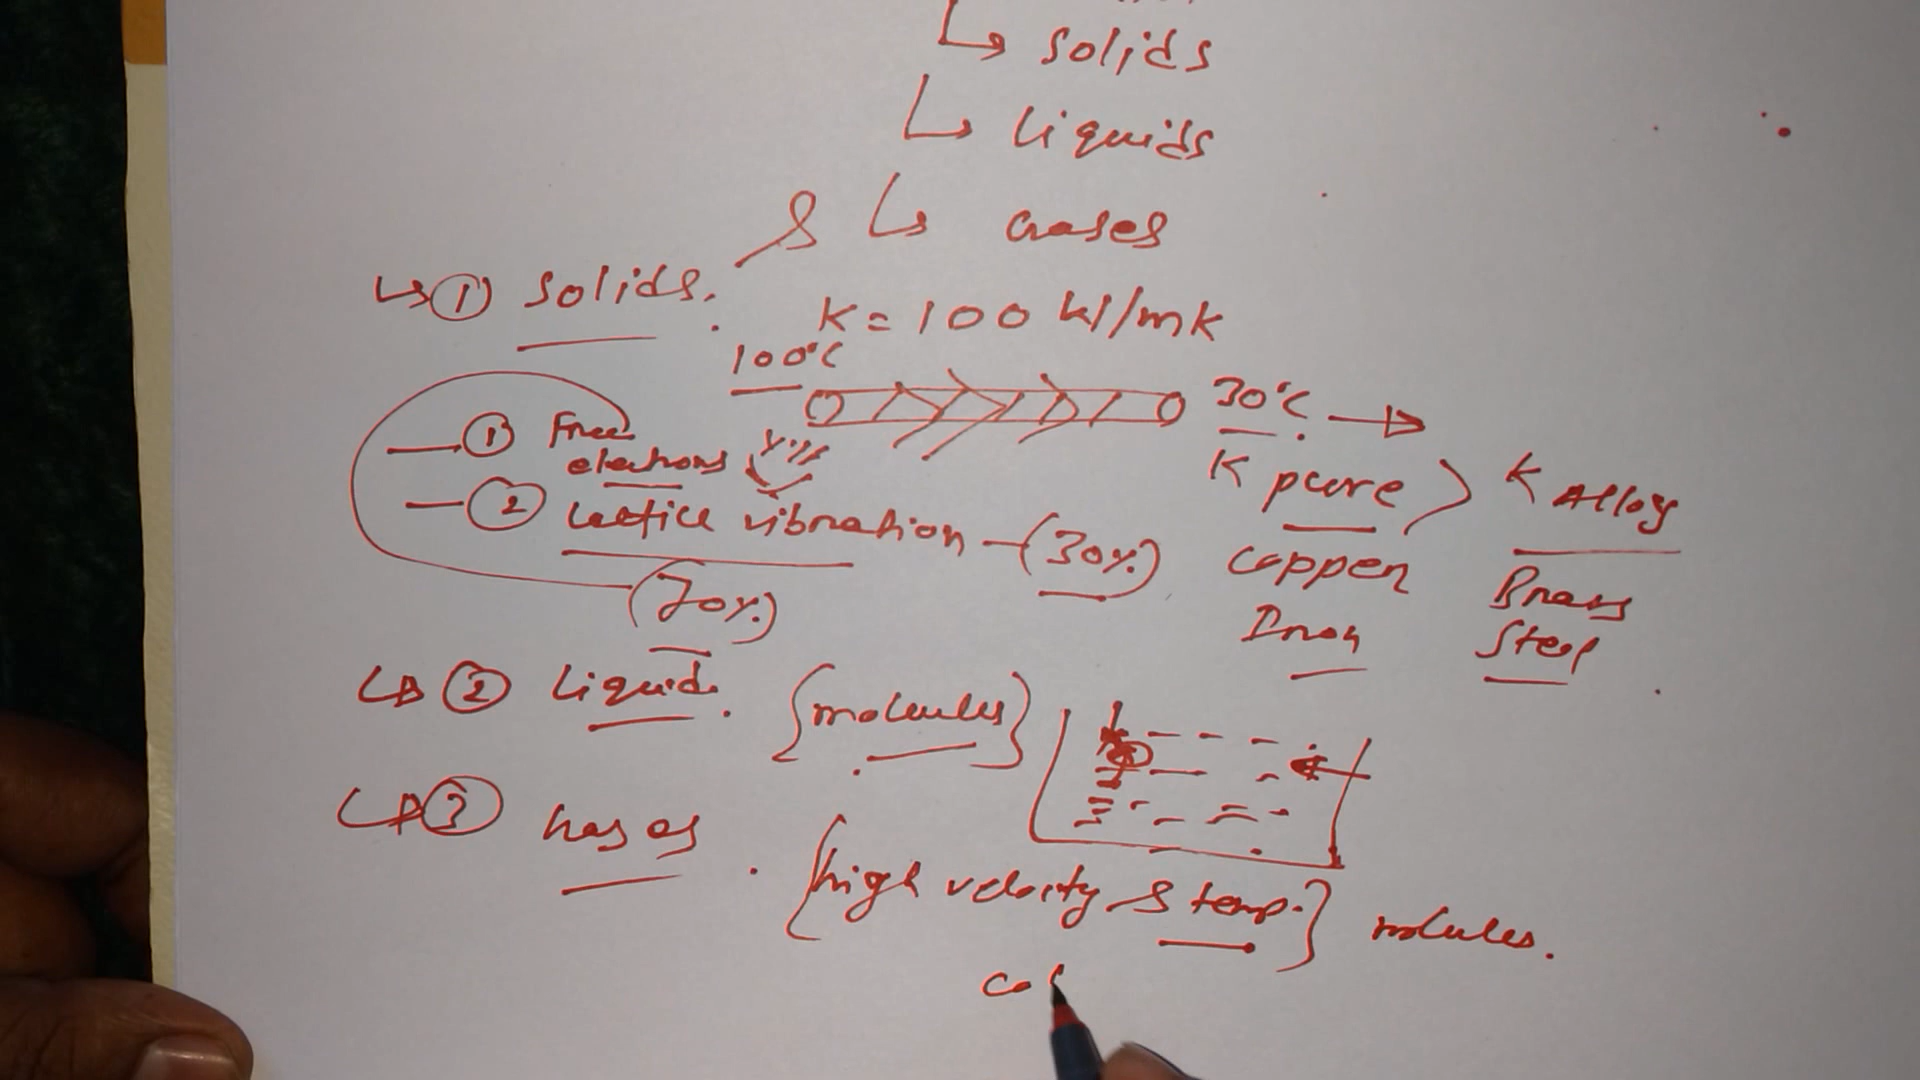 ↳ Solids
↳ Liquids
& ↳ Gases
↳ ① Solids.
K = 100 W/mK
100°C
30°C →
① Free electrons
② Lattice vibration - (30%)
(70%)
K pure > K Alloy
Copper Brass
Iron Steel
↳ ② Liquid. {molecules}
↳ ③ Gases. {high velocity & temp.} molecules.